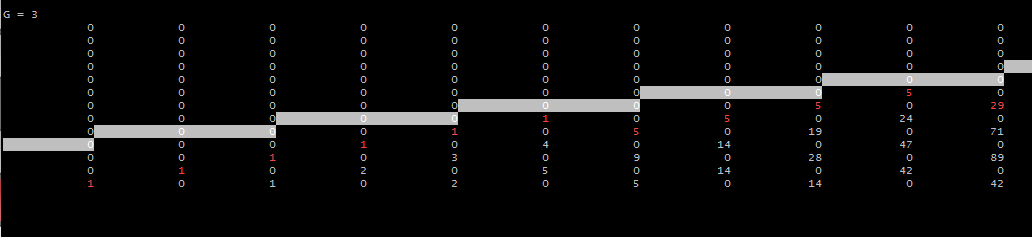 G = 3
0 0 0 0 0 0 0 0 0 0 0
0 0 0 0 0 0 0 0 0 0 0
0 0 0 0 0 0 0 0 0 0 0
0 0 0 0 0 0 0 0 0 0 0
0 0 0 0 0 0 0 0 0 0 0
0 0 0 0 0 0 0 0 0 5 0
0 0 0 0 0 0 0 0 5 0 29
0 0 0 0 0 1 0 5 0 24 0
0 0 0 0 1 0 5 0 19 0 71
0 0 0 1 0 4 0 14 0 47 0
0 0 1 0 3 0 9 0 28 0 89
0 1 0 2 0 5 0 14 0 42 0
1 0 1 0 2 0 5 0 14 0 42